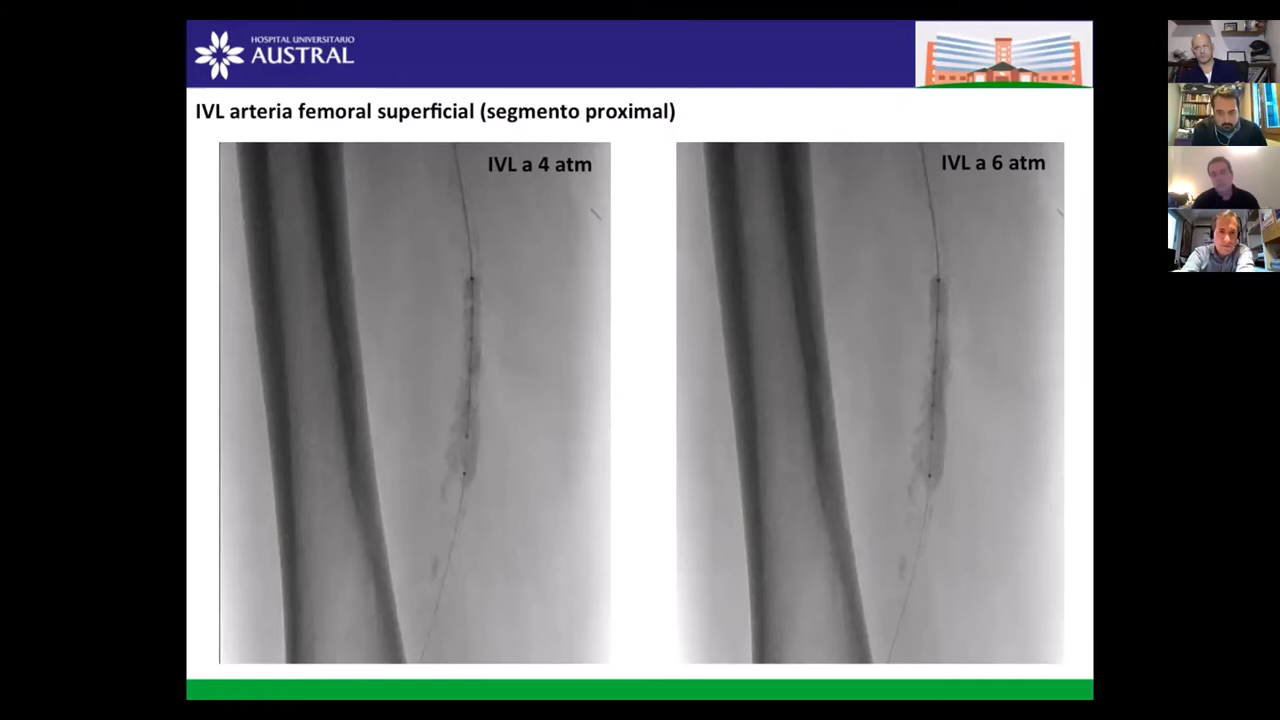 HOSPITAL UNIVERSITARIO
AUSTRAL
IVL arteria femoral superficial (segmento proximal)
IVL a 4 atm
IVL a 6 atm